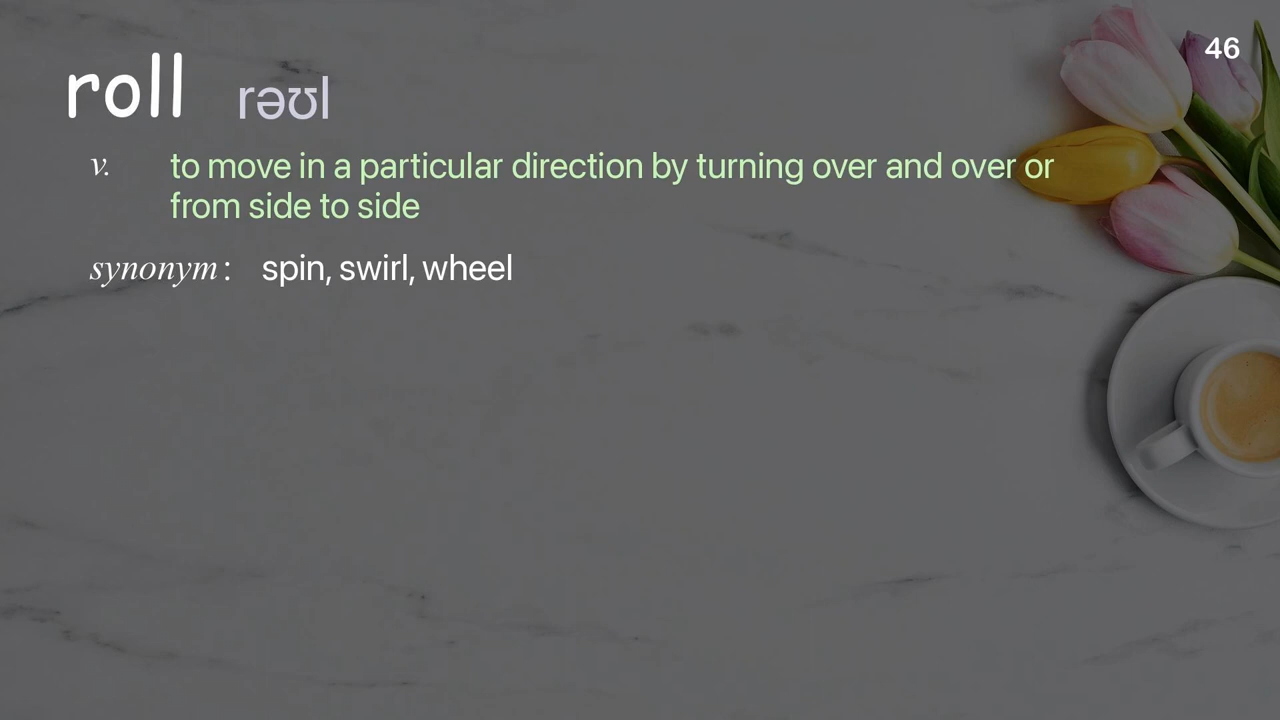 46
roll rəʊl
v. to move in a particular direction by turning over and over or
from side to side
synonym: spin, swirl, wheel